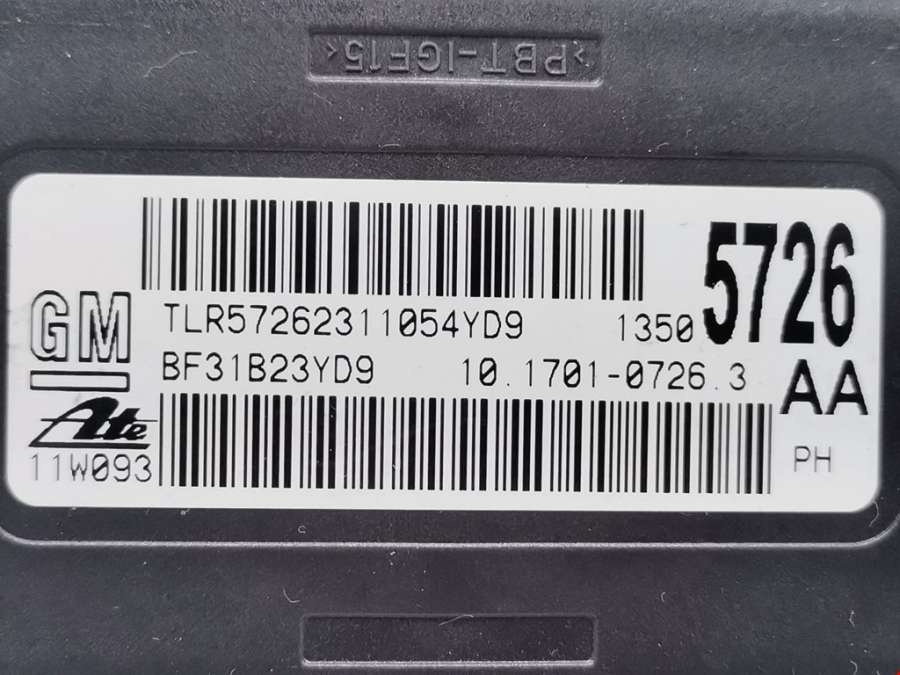 >PBT-IGF15<
TLR57262311054YD9
1350 5726
GM
BF31B23YD9
10.1701-0726.3
AA
Ate
11W093
PH